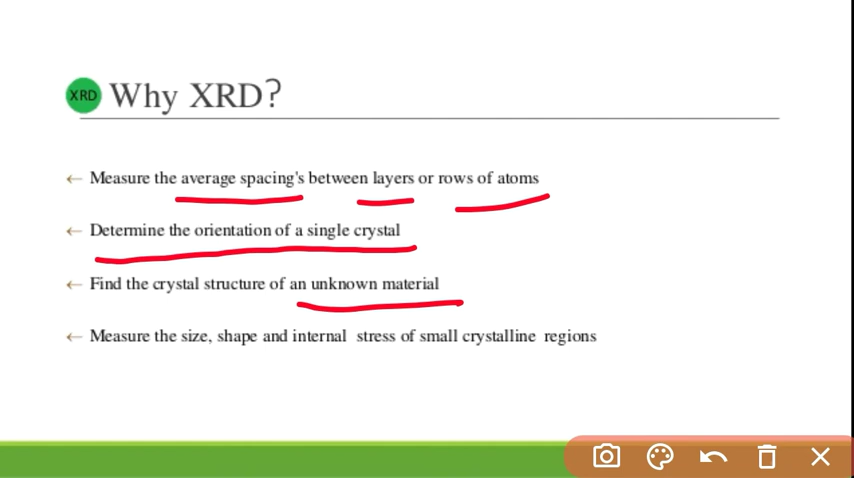 XRD Why XRD?
← Measure the average spacing's between layers or rows of atoms
← Determine the orientation of a single crystal
← Find the crystal structure of an unknown material
← Measure the size, shape and internal stress of small crystalline regions